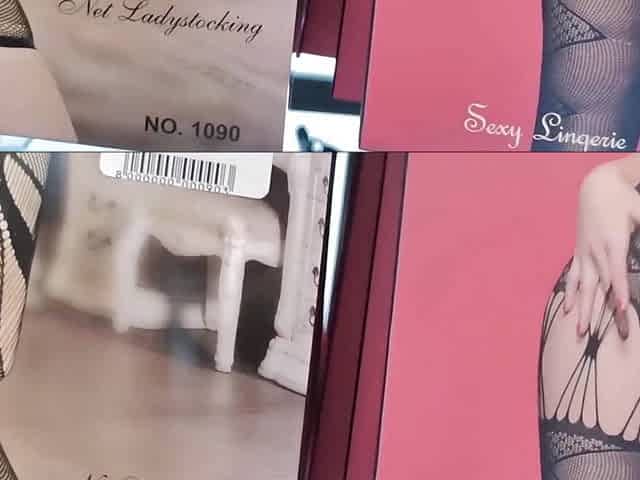 Net Ladystocking
NO. 1090
Sexy Lingerie